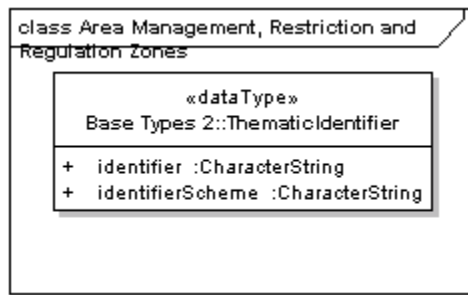 class Area Management, Restriction and
Regulation Zones
«dataType»
Base Types 2::ThematicIdentifier
+ identifier :CharacterString
+ identifierScheme :CharacterString